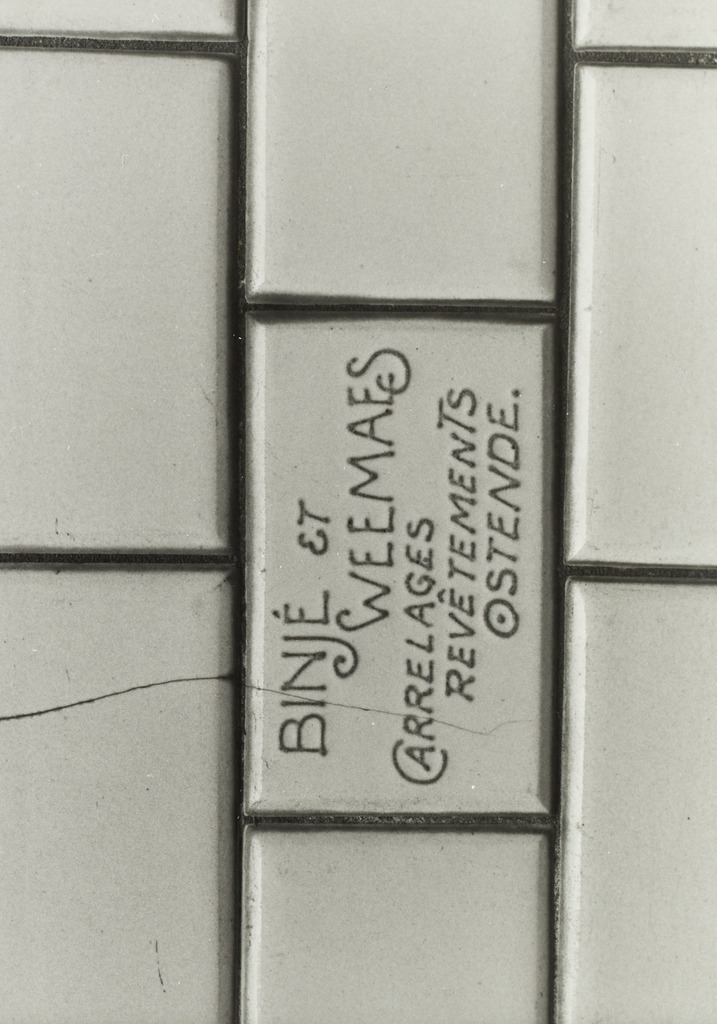 BINJÉ ET
WEEMAES
CARRELAGES
REVÊTEMENTS
OSTENDE.